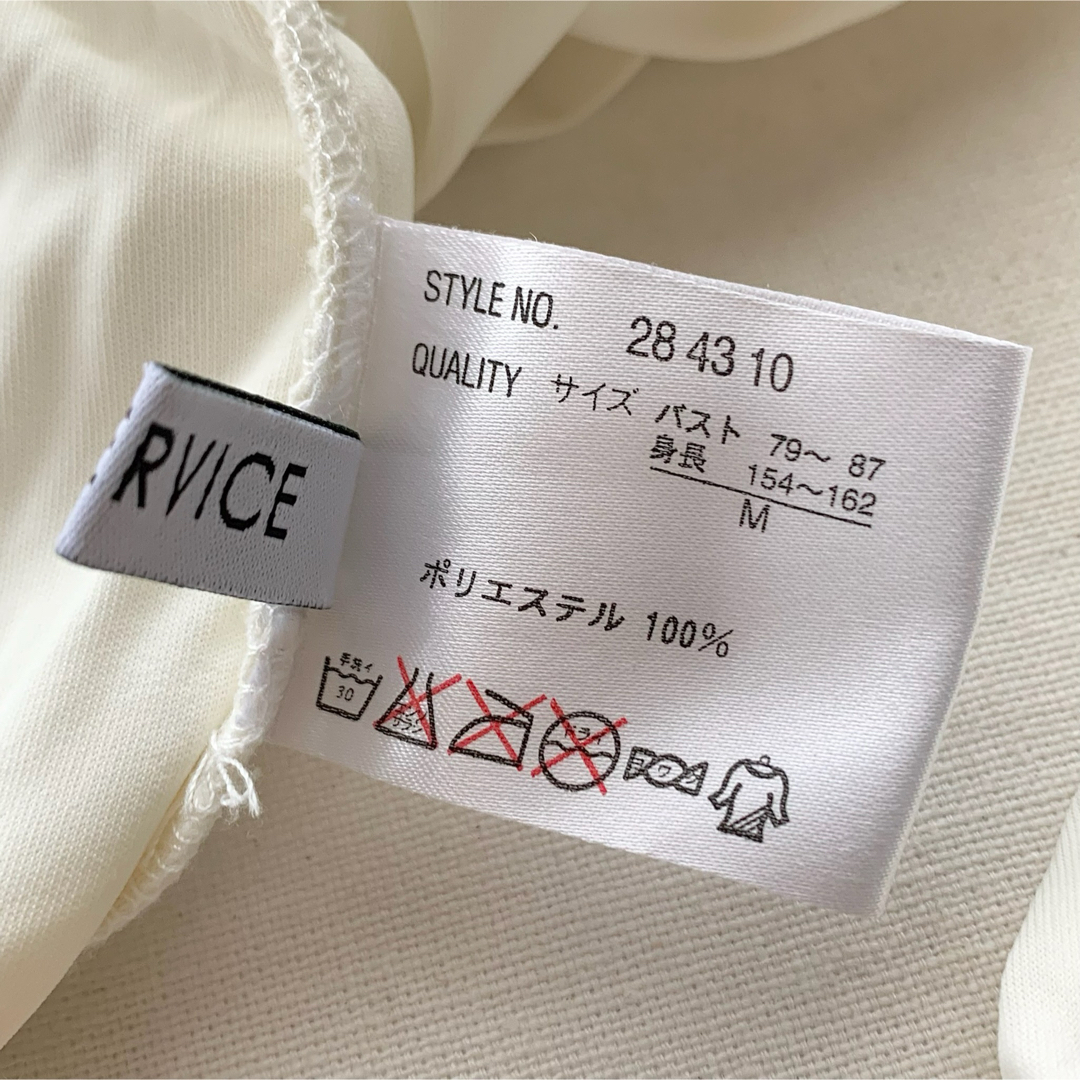 STYLE NO. 28 43 10
QUALITY サイズ バスト 79〜 87
身長 154〜162
M
RVICE
ポリエステル 100%
手洗イ
30